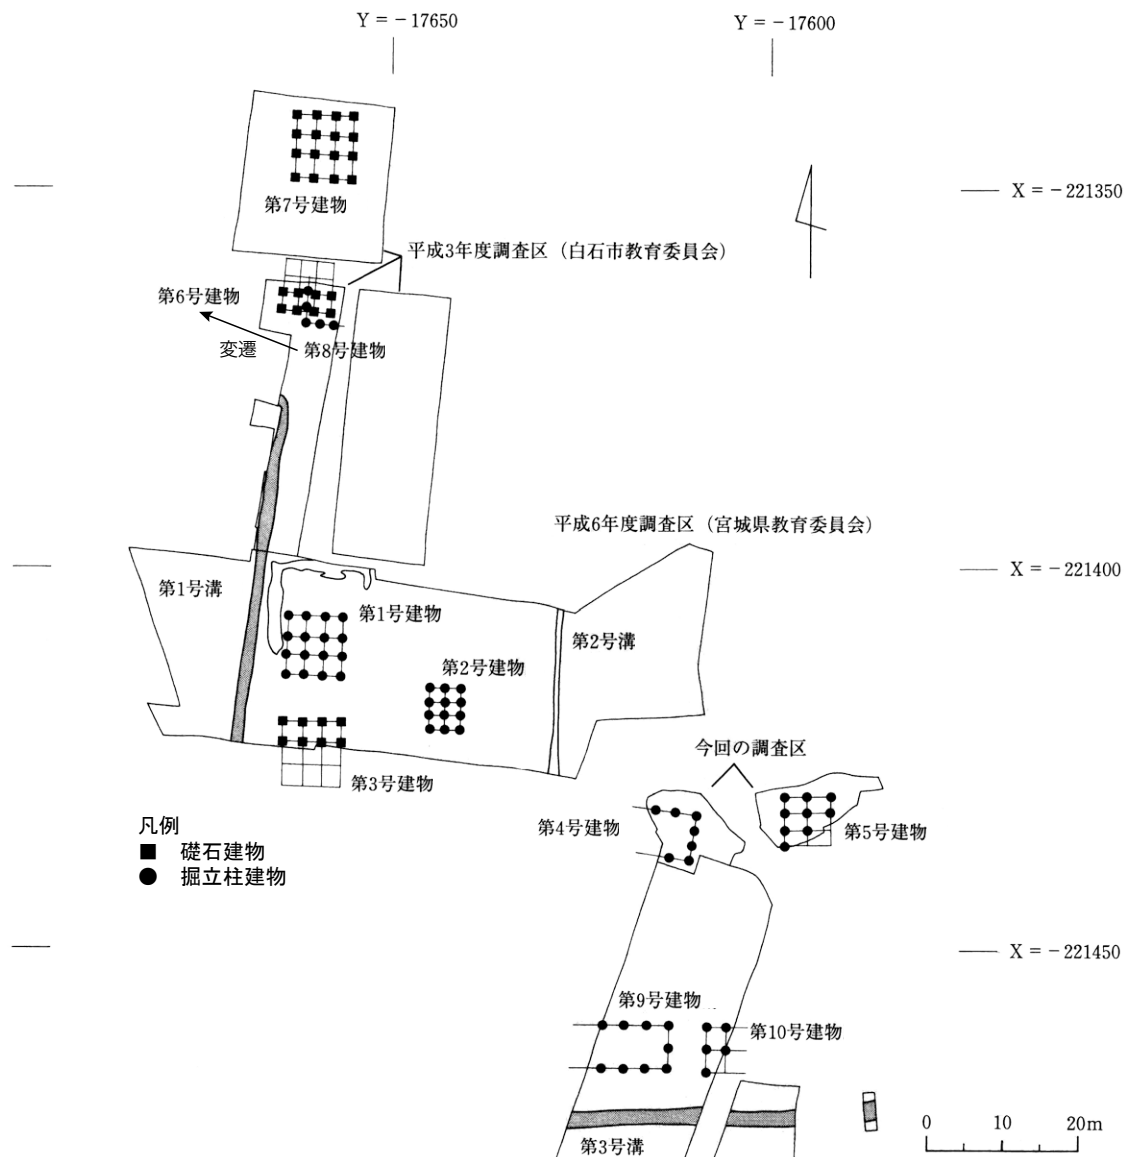 Y = −17650
Y = −17600
第7号建物
X = −221350
平成3年度調査区（白石市教育委員会）
第6号建物
変遷
第8号建物
平成6年度調査区（宮城県教育委員会）
X = −221400
第1号溝
第1号建物
第2号溝
第2号建物
今回の調査区
第3号建物
第4号建物
第5号建物
凡例
礎石建物
掘立柱建物
X = −221450
第9号建物
第10号建物
0 10 20m
第3号溝